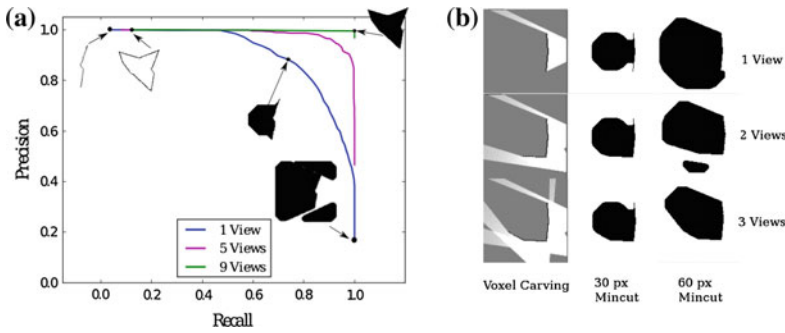 (a)
1.0
0.8
0.6
0.4
0.2
0.0
Precision
0.0 0.2 0.4 0.6 0.8 1.0
Recall
1 View
5 Views
9 Views
(b)
1 View
2 Views
3 Views
Voxel Carving
30 px
Mincut
60 px
Mincut